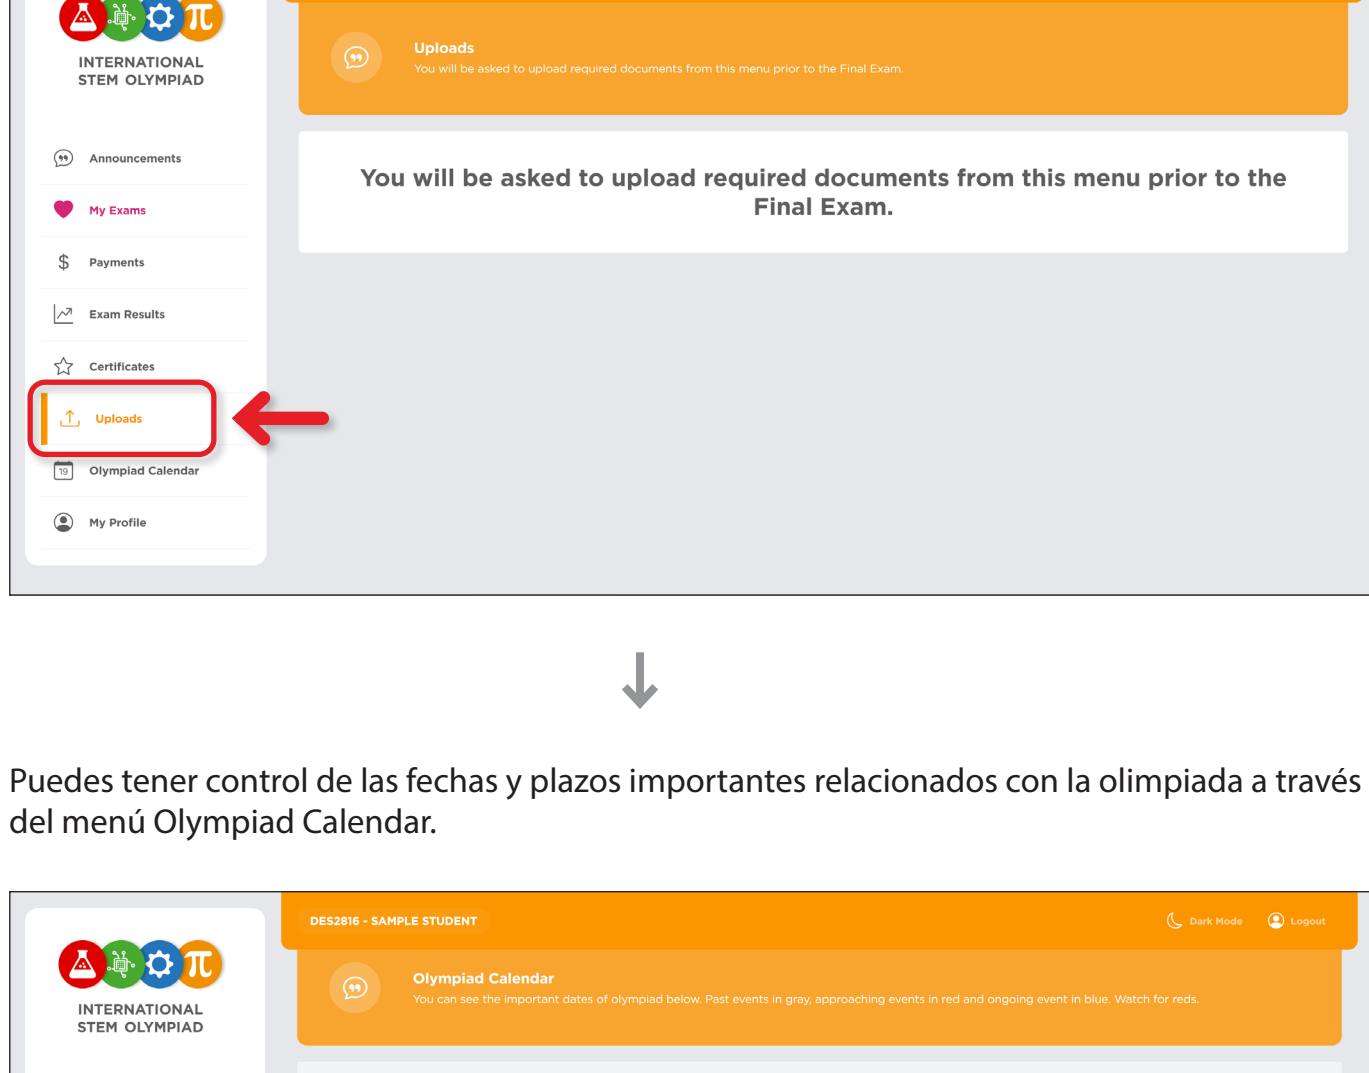 INTERNATIONAL
STEM OLYMPIAD
Uploads
You will be asked to upload required documents from this menu prior to the Final Exam.
Announcements
My Exams
$ Payments
Exam Results
Certificates
Uploads
19 Olympiad Calendar
My Profile
You will be asked to upload required documents from this menu prior to the
Final Exam.
Puedes tener control de las fechas y plazos importantes relacionados con la olimpiada a través
del menú Olympiad Calendar.
DES2816 - SAMPLE STUDENT
Dark Mode
Logout
INTERNATIONAL
STEM OLYMPIAD
Olympiad Calendar
You can see the important dates of olympiad below. Past events in gray, approaching events in red and ongoing event in blue. Watch for reds.